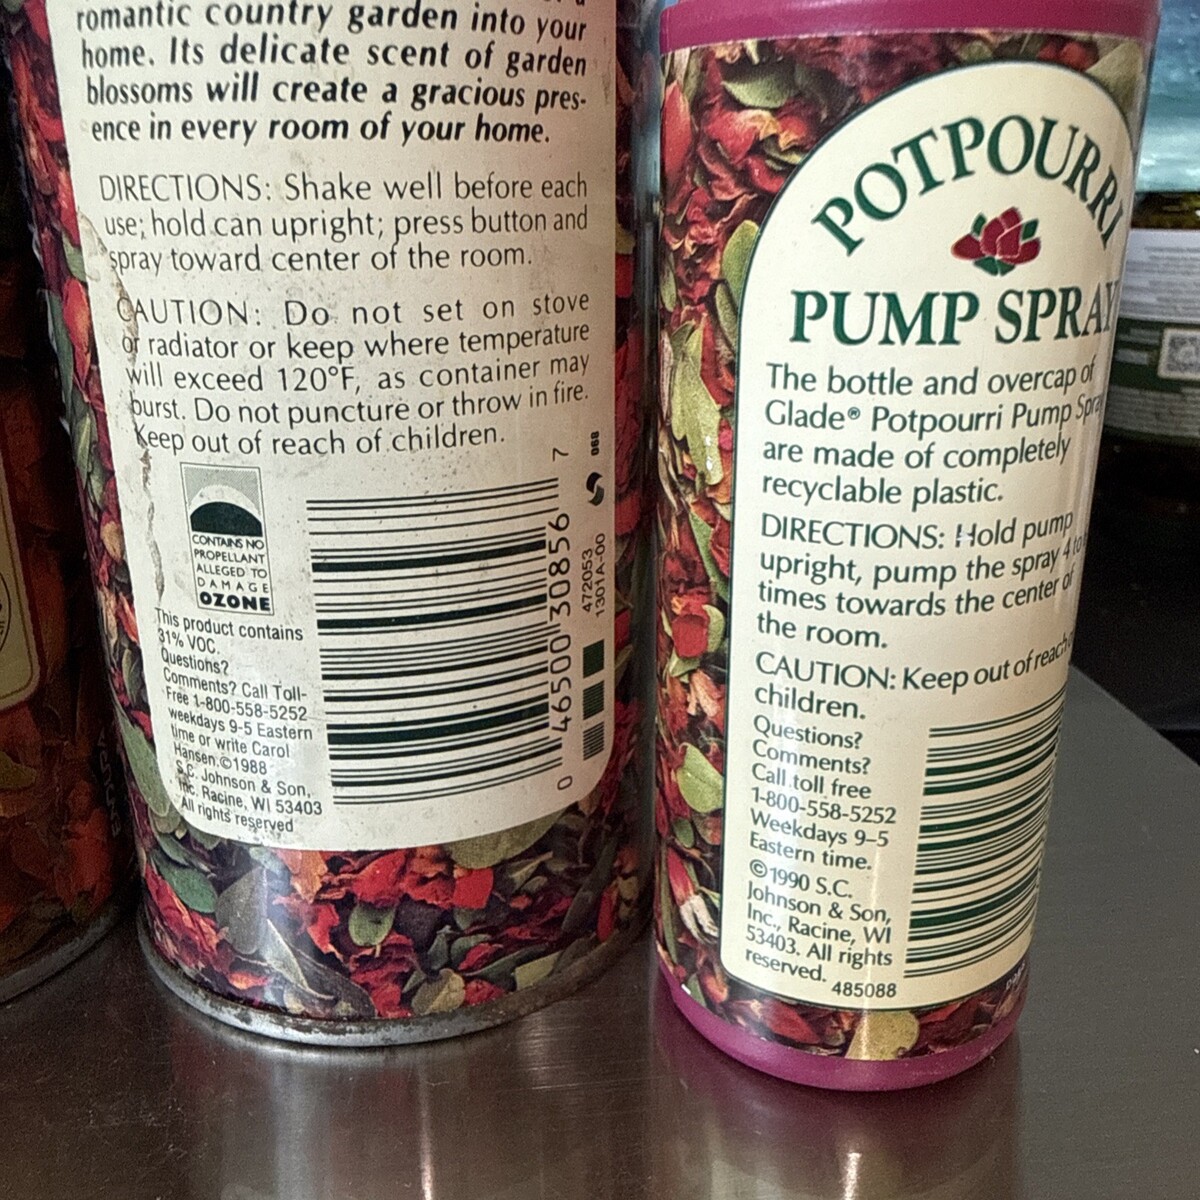 romantic country garden into your
home. Its delicate scent of garden
blossoms will create a gracious pres-
ence in every room of your home.
DIRECTIONS: Shake well before each
use; hold can upright; press button and
spray toward center of the room.
CAUTION: Do not set on stove
or radiator or keep where temperature
will exceed 120°F, as container may
burst. Do not puncture or throw in fire.
Keep out of reach of children.
CONTAINS NO
PROPELLANT
ALLEGED TO
DAMAGE
OZONE
This product contains
31% VOC.
Questions?
Comments? Call Toll-
Free 1-800-558-5252
weekdays 9-5 Eastern
time or write Carol
Hansen.©1988
S.C. Johnson & Son,
Inc. Racine, WI 53403
All rights reserved
0 46500 30856 7
472053
1301A-00
POTPOURRI
PUMP SPRAY
The bottle and overcap of
Glade® Potpourri Pump Spray
are made of completely
recyclable plastic.
DIRECTIONS: Hold pump
upright, pump the spray 4 to
times towards the center of
the room.
CAUTION: Keep out of reach
children.
Questions?
Comments?
Call toll free
1-800-558-5252
Weekdays 9-5
Eastern time.
©1990 S.C.
Johnson & Son,
Inc., Racine, WI
53403. All rights
reserved.
485088